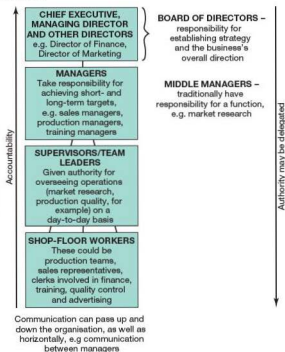 CHIEF EXECUTIVE,
MANAGING DIRECTOR
AND OTHER DIRECTORS
e.g. Director of Finance,
Director of Marketing
BOARD OF DIRECTORS –
responsibility for
establishing strategy
and the business's
overall direction
MANAGERS
Take responsibility for
achieving short- and
long-term targets,
e.g. sales managers,
production managers,
training managers
MIDDLE MANAGERS –
traditionally have
responsibility for a function,
e.g. market research
SUPERVISORS/TEAM
LEADERS
Given authority for
overseeing operations
(market research,
production quality, for
example) on a
day-to-day basis
SHOP-FLOOR WORKERS
These could be
production teams,
sales representatives,
clerks involved in finance,
training, quality control
and advertising
Accountability
Authority may be delegated
Communication can pass up and
down the organisation, as well as
horizontally, e.g communication
between managers